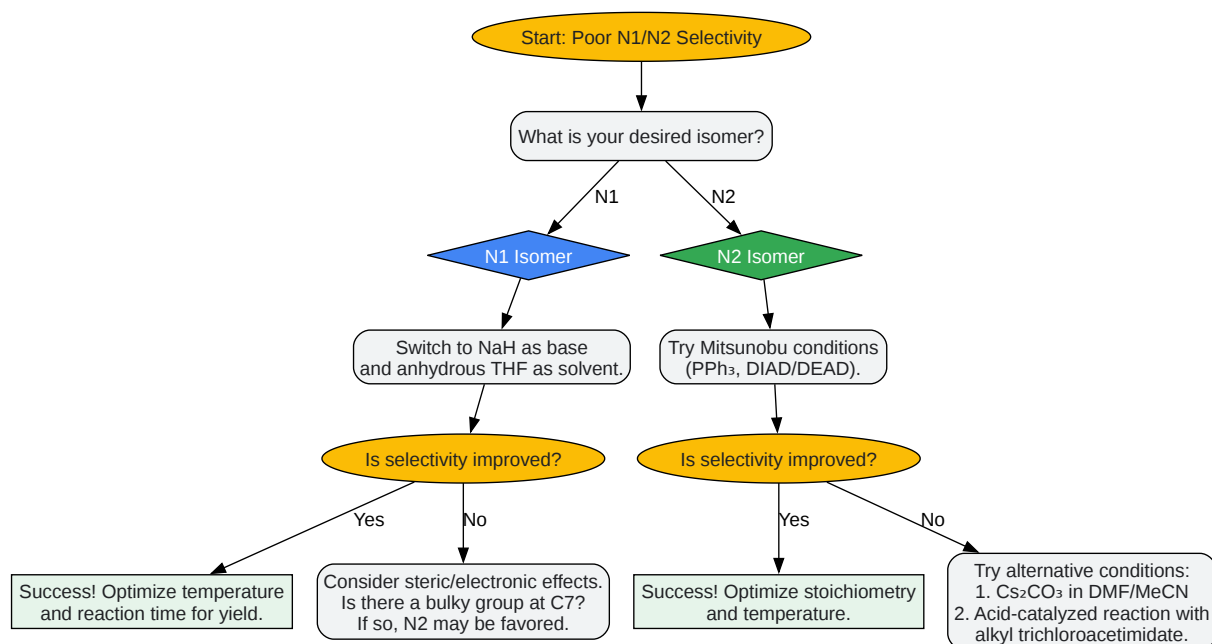 Start: Poor N1/N2 Selectivity
What is your desired isomer?
N1
N2
N1 Isomer
N2 Isomer
Switch to NaH as base
and anhydrous THF as solvent.
Try Mitsunobu conditions
(PPh₃, DIAD/DEAD).
Is selectivity improved?
Is selectivity improved?
Yes
No
Yes
No
Success! Optimize temperature
and reaction time for yield.
Consider steric/electronic effects.
Is there a bulky group at C7?
If so, N2 may be favored.
Success! Optimize stoichiometry
and temperature.
Try alternative conditions:
1. Cs₂CO₃ in DMF/MeCN
2. Acid-catalyzed reaction with
alkyl trichloroacetimidate.